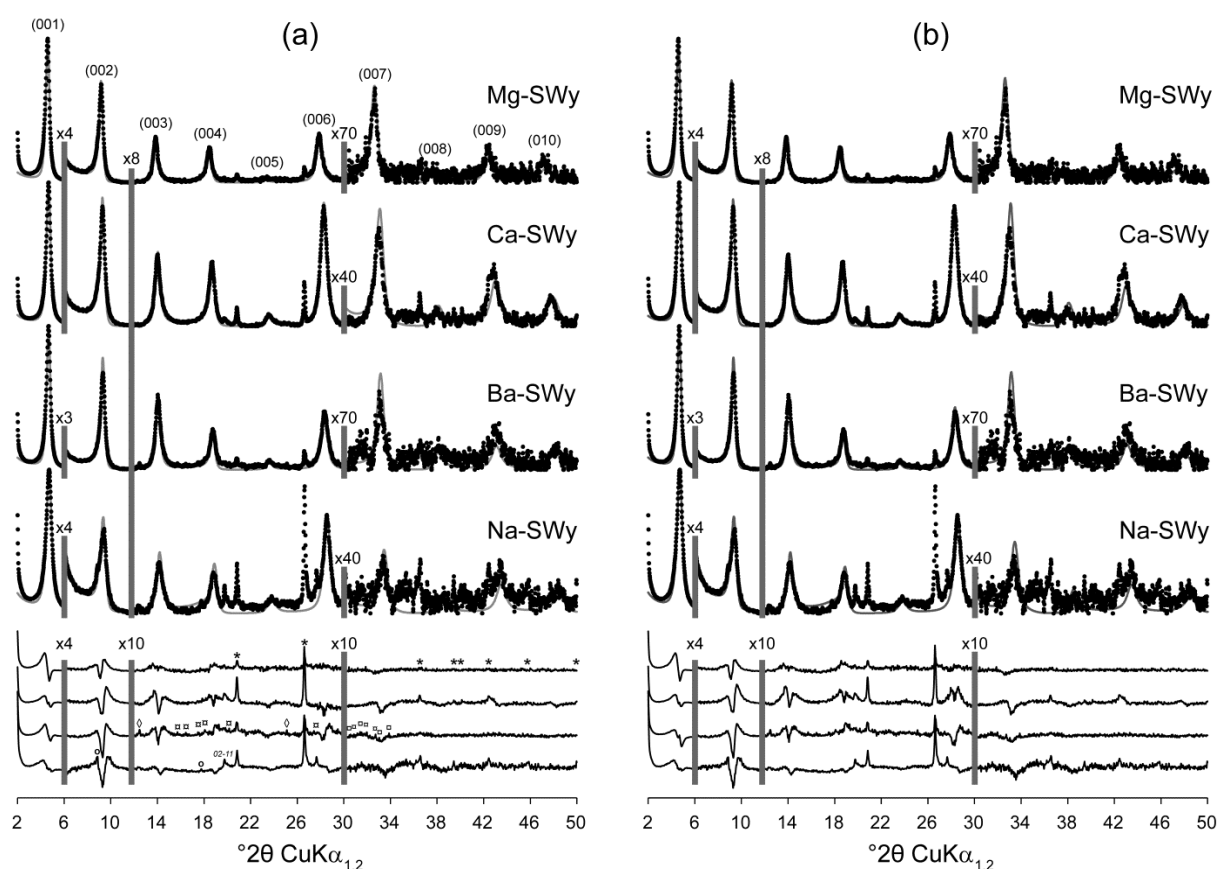 (a)
(001)
(002)
(003)
(004)
(005)
(006)
(007)
(008)
(009)
(010)
x4
x8
x70
Mg-SWy
x40
Ca-SWy
x3
x70
Ba-SWy
x4
x40
Na-SWy
x4
x10
x10
* * * ** * * *
02-11
2 6 10 14 18 22 26 30 34 38 42 46 50
°2θ CuKα1,2
(b)
x4
x8
x70
Mg-SWy
x40
Ca-SWy
x3
x70
Ba-SWy
x4
x40
Na-SWy
x4
x10
x10
2 6 10 14 18 22 26 30 34 38 42 46 50
°2θ CuKα1,2